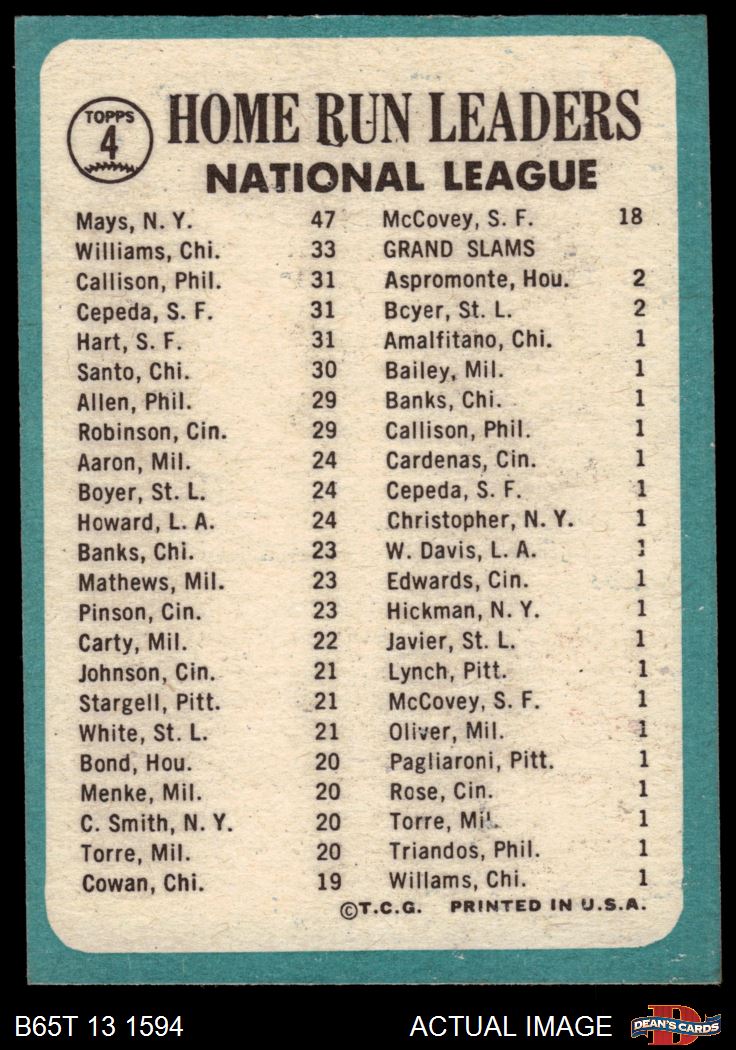 TOPPS
4
HOME RUN LEADERS
NATIONAL LEAGUE
Mays, N. Y. 47
Williams, Chi. 33
Callison, Phil. 31
Cepeda, S. F. 31
Hart, S. F. 31
Santo, Chi. 30
Allen, Phil. 29
Robinson, Cin. 29
Aaron, Mil. 24
Boyer, St. L. 24
Howard, L. A. 24
Banks, Chi. 23
Mathews, Mil. 23
Pinson, Cin. 23
Carty, Mil. 22
Johnson, Cin. 21
Stargell, Pitt. 21
White, St. L. 21
Bond, Hou. 20
Menke, Mil. 20
C. Smith, N. Y. 20
Torre, Mil. 20
Cowan, Chi. 19
McCovey, S. F. 18
GRAND SLAMS
Aspromonte, Hou. 2
Boyer, St. L. 2
Amalfitano, Chi. 1
Bailey, Mil. 1
Banks, Chi. 1
Callison, Phil. 1
Cardenas, Cin. 1
Cepeda, S. F. 1
Christopher, N. Y. 1
W. Davis, L. A. 1
Edwards, Cin. 1
Hickman, N. Y. 1
Javier, St. L. 1
Lynch, Pitt. 1
McCovey, S. F. 1
Oliver, Mil. 1
Pagliaroni, Pitt. 1
Rose, Cin. 1
Torre, Mil. 1
Triandos, Phil. 1
Willams, Chi. 1
©T.C.G. PRINTED IN U.S.A.
B65T 13 1594 ACTUAL IMAGE
D
DEAN'S CARDS